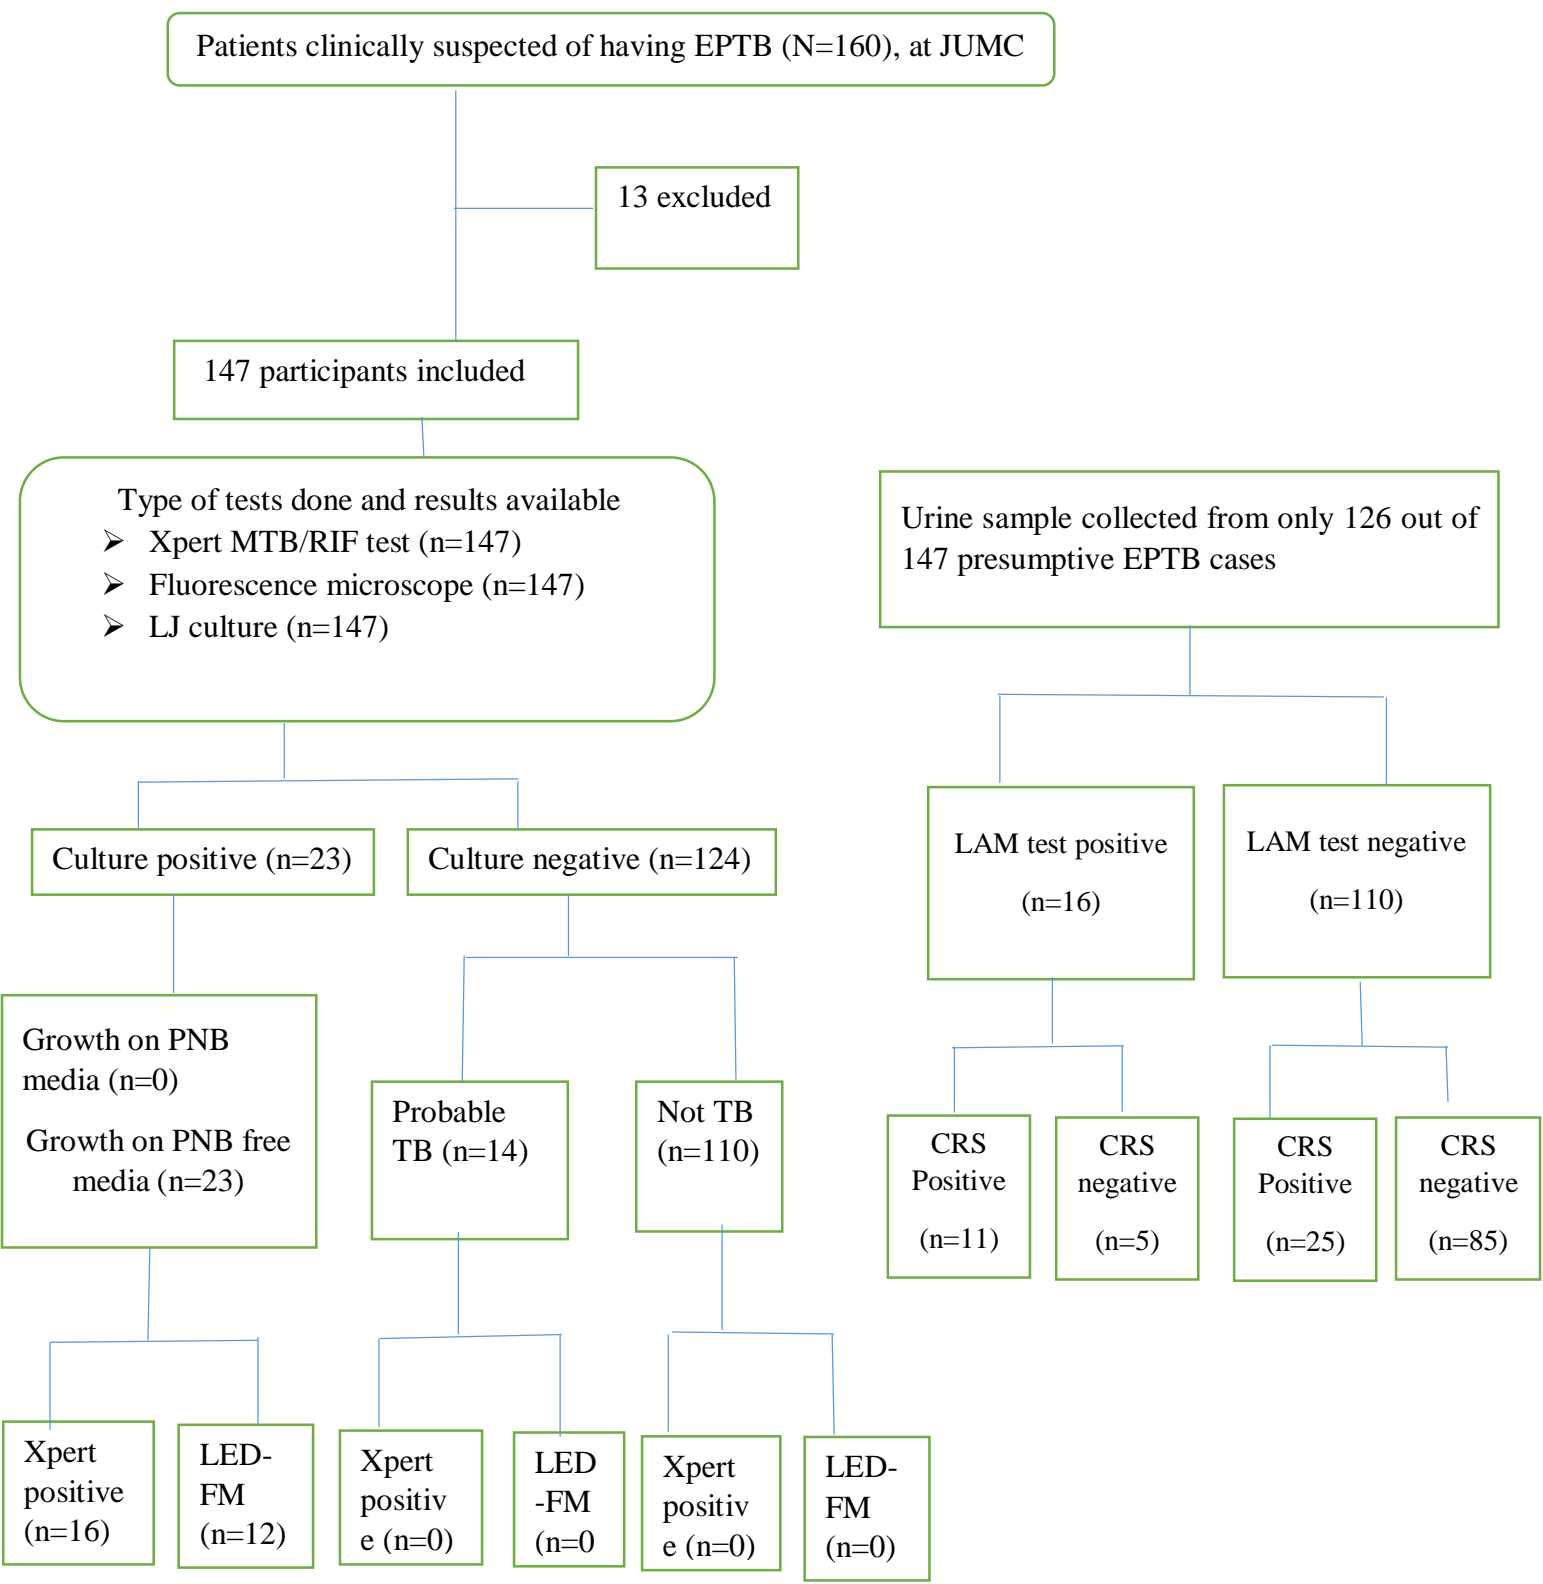 Patients clinically suspected of having EPTB (N=160), at JUMC
13 excluded
147 participants included
Type of tests done and results available
➢ Xpert MTB/RIF test (n=147)
➢ Fluorescence microscope (n=147)
➢ LJ culture (n=147)
Urine sample collected from only 126 out of
147 presumptive EPTB cases
Culture positive (n=23)
Culture negative (n=124)
LAM test positive
(n=16)
LAM test negative
(n=110)
Growth on PNB
media (n=0)
Growth on PNB free
media (n=23)
Probable
TB (n=14)
Not TB
(n=110)
CRS
Positive
(n=11)
CRS
negative
(n=5)
CRS
Positive
(n=25)
CRS
negative
(n=85)
Xpert
positive
(n=16)
LED-
FM
(n=12)
Xpert
positiv
e (n=0)
LED
-FM
(n=0
Xpert
positiv
e (n=0)
LED-
FM
(n=0)